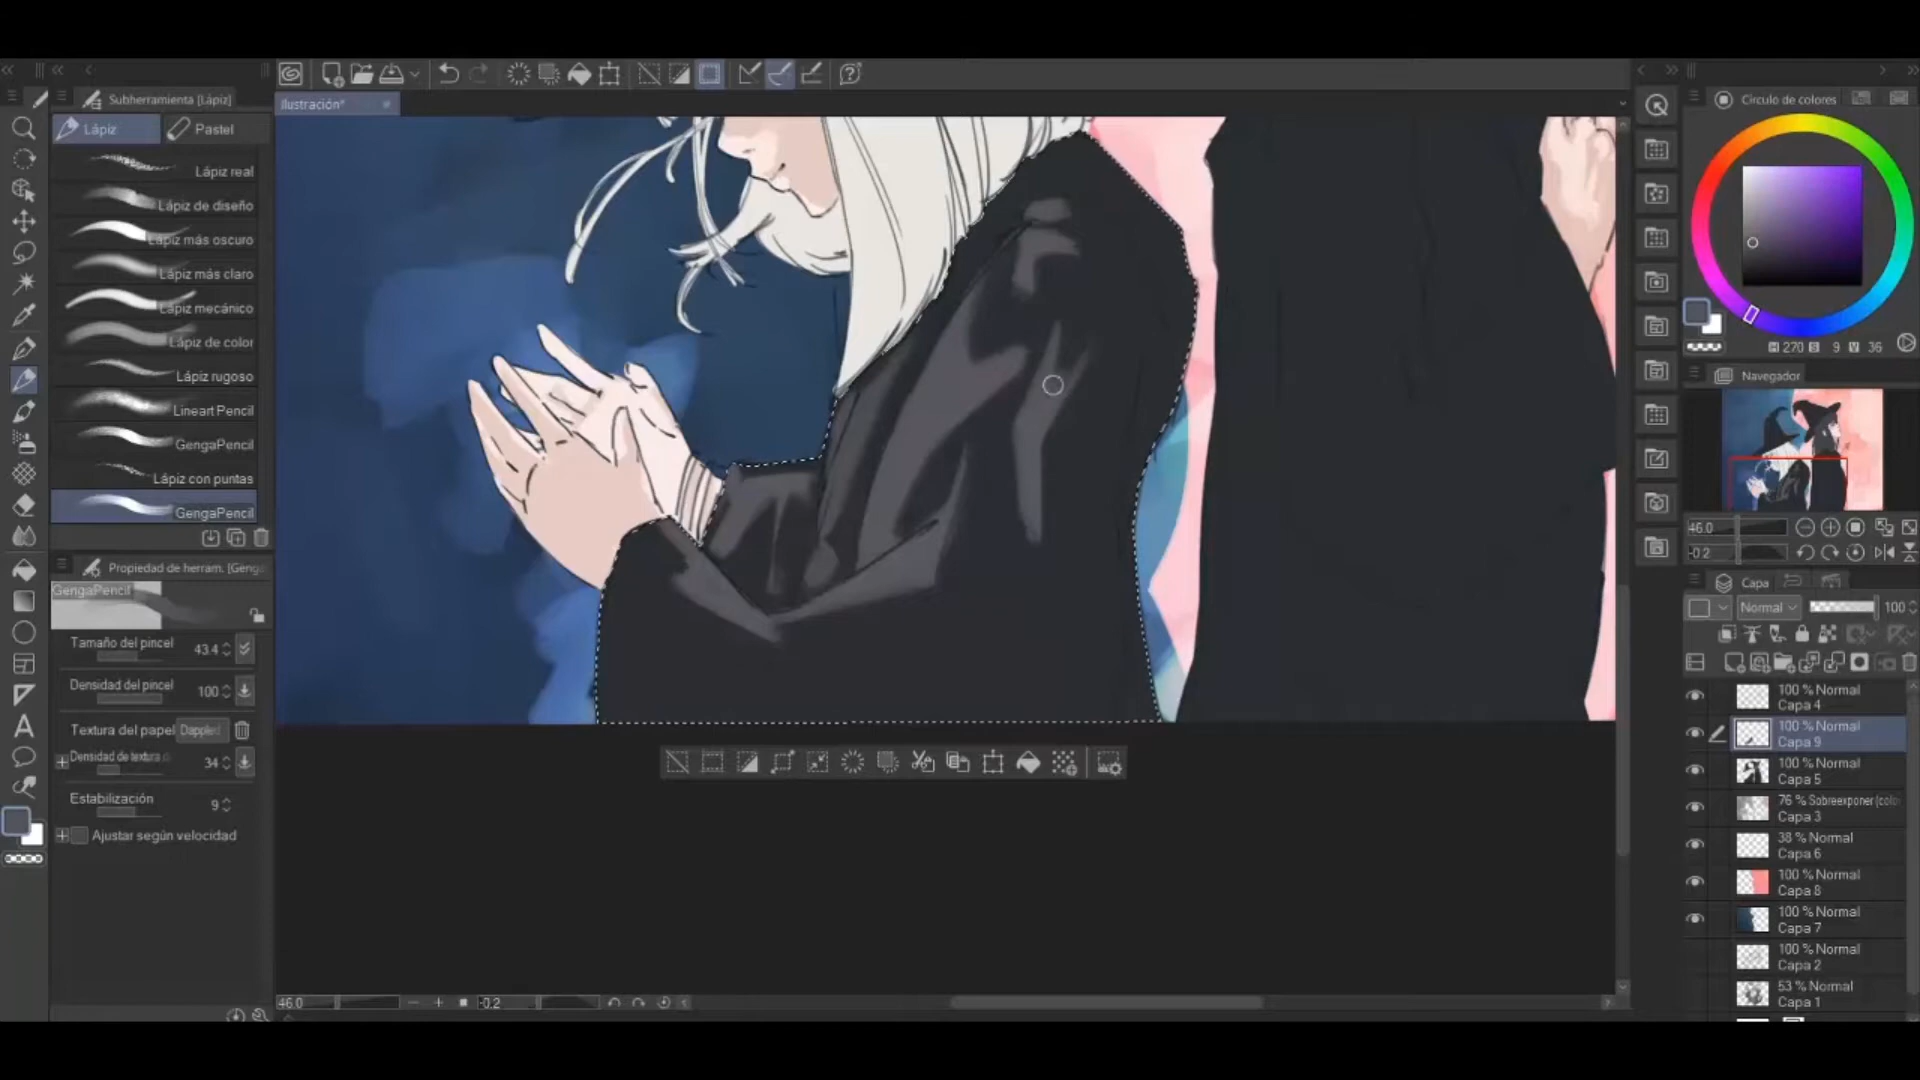 Subherramienta [Lápiz]
Lápiz
Pastel
Lápiz real
Lápiz de diseño
Lápiz más oscuro
Lápiz más claro
Lápiz mecánico
Lápiz de color
Lápiz rugoso
Lineart Pencil
GengaPencil
Lápiz con puntas
GengaPencil
Propiedad de herram. [Geng
GengaPencil
Tamaño del pincel 43.4
Densidad del pincel 100
Textura del papel Dappled
Densidad de textura d 34
Estabilización 9
Ajustar según velocidad
Ilustración*
46.0
-0.2
Círculo de colores
H 270 S 9 V 36
Navegador
46.0
-0.2
Capa
Normal 100
100 % Normal
Capa 4
100 % Normal
Capa 9
100 % Normal
Capa 5
76 % Sobreexponer (colo
Capa 3
38 % Normal
Capa 6
100 % Normal
Capa 8
100 % Normal
Capa 7
100 % Normal
Capa 2
53 % Normal
Capa 1